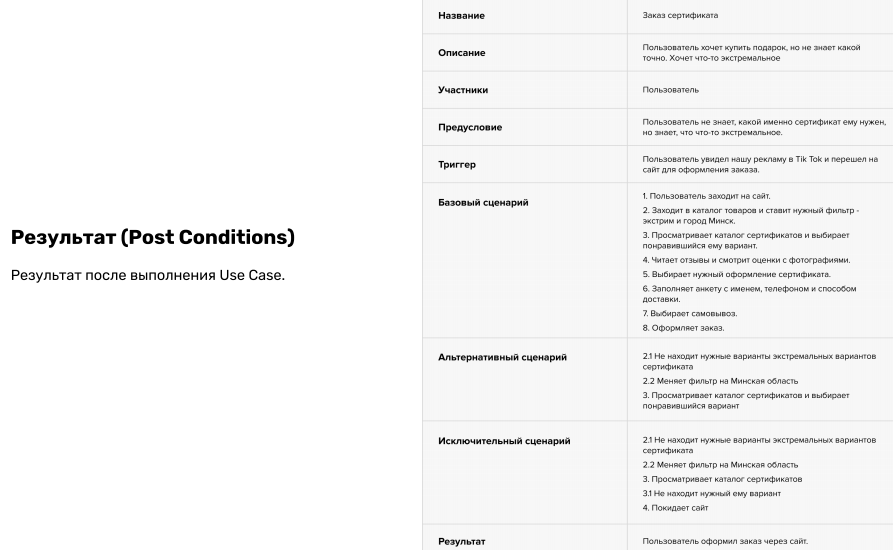 Результат (Post Conditions)
Результат после выполнения Use Case.
Название
Заказ сертификата
Описание
Пользователь хочет купить подарок, но не знает какой
точно. Хочет что-то экстремальное
Участники
Пользователь
Предусловие
Пользователь не знает, какой именно сертификат ему нужен,
но знает, что что-то экстремальное.
Триггер
Пользователь увидел нашу рекламу в Tik Tok и перешел на
сайт для оформления заказа.
Базовый сценарий
1. Пользователь заходит на сайт.
2. Заходит в каталог товаров и ставит нужный фильтр -
экстрим и город Минск.
3. Просматривает каталог сертификатов и выбирает
понравившийся ему вариант.
4. Читает отзывы и смотрит оценки с фотографиями.
5. Выбирает нужный оформление сертификата.
6. Заполняет анкету с именем, телефоном и способом
доставки.
7. Выбирает самовывоз.
8. Оформляет заказ.
Альтернативный сценарий
2.1 Не находит нужные варианты экстремальных вариантов
сертификата
2.2 Меняет фильтр на Минская область
3. Просматривает каталог сертификатов и выбирает
понравившийся вариант
Исключительный сценарий
2.1 Не находит нужные варианты экстремальных вариантов
сертификата
2.2 Меняет фильтр на Минская область
3. Просматривает каталог сертификатов
3.1 Не находит нужный ему вариант
4. Покидает сайт
Результат
Пользователь оформил заказ через сайт.